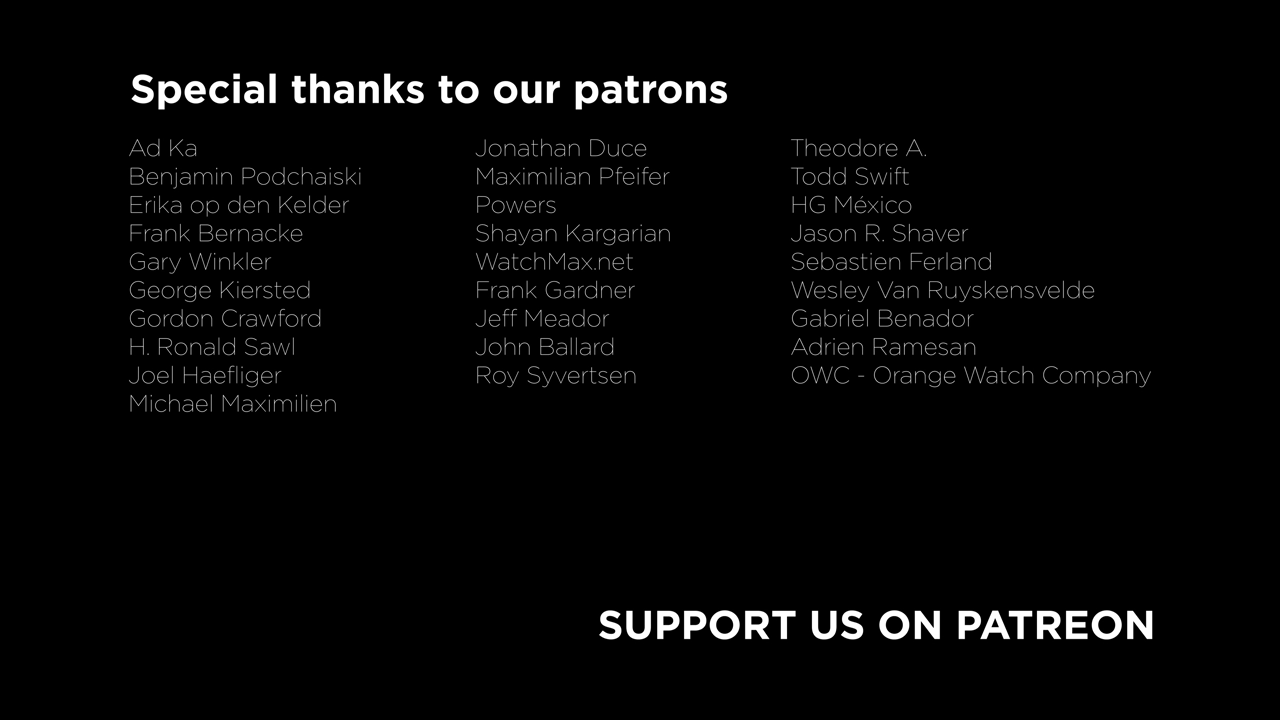 Special thanks to our patrons
Ad Ka
Benjamin Podchaiski
Erika op den Kelder
Frank Bernacke
Gary Winkler
George Kiersted
Gordon Crawford
H. Ronald Sawl
Joel Haefliger
Michael Maximilien
Jonathan Duce
Maximilian Pfeifer
Powers
Shayan Kargarian
WatchMax.net
Frank Gardner
Jeff Meador
John Ballard
Roy Syvertsen
Theodore A.
Todd Swift
HG México
Jason R. Shaver
Sebastien Ferland
Wesley Van Ruyskensvelde
Gabriel Benador
Adrien Ramesan
OWC - Orange Watch Company
SUPPORT US ON PATREON